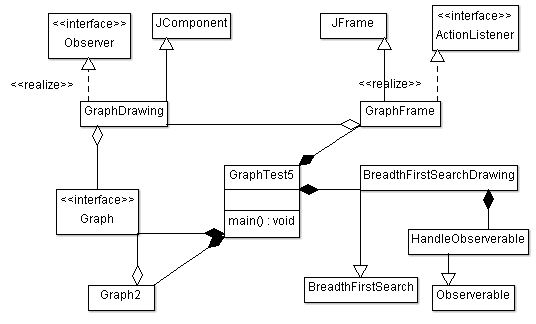 <<interface>>
Observer
JComponent
JFrame
<<interface>>
ActionListener
<<realize>>
<<realize>>
GraphDrawing
GraphFrame
GraphTest5
main() : void
BreadthFirstSearchDrawing
<<interface>>
Graph
HandleObserverable
Graph2
BreadthFirstSearch
Observerable